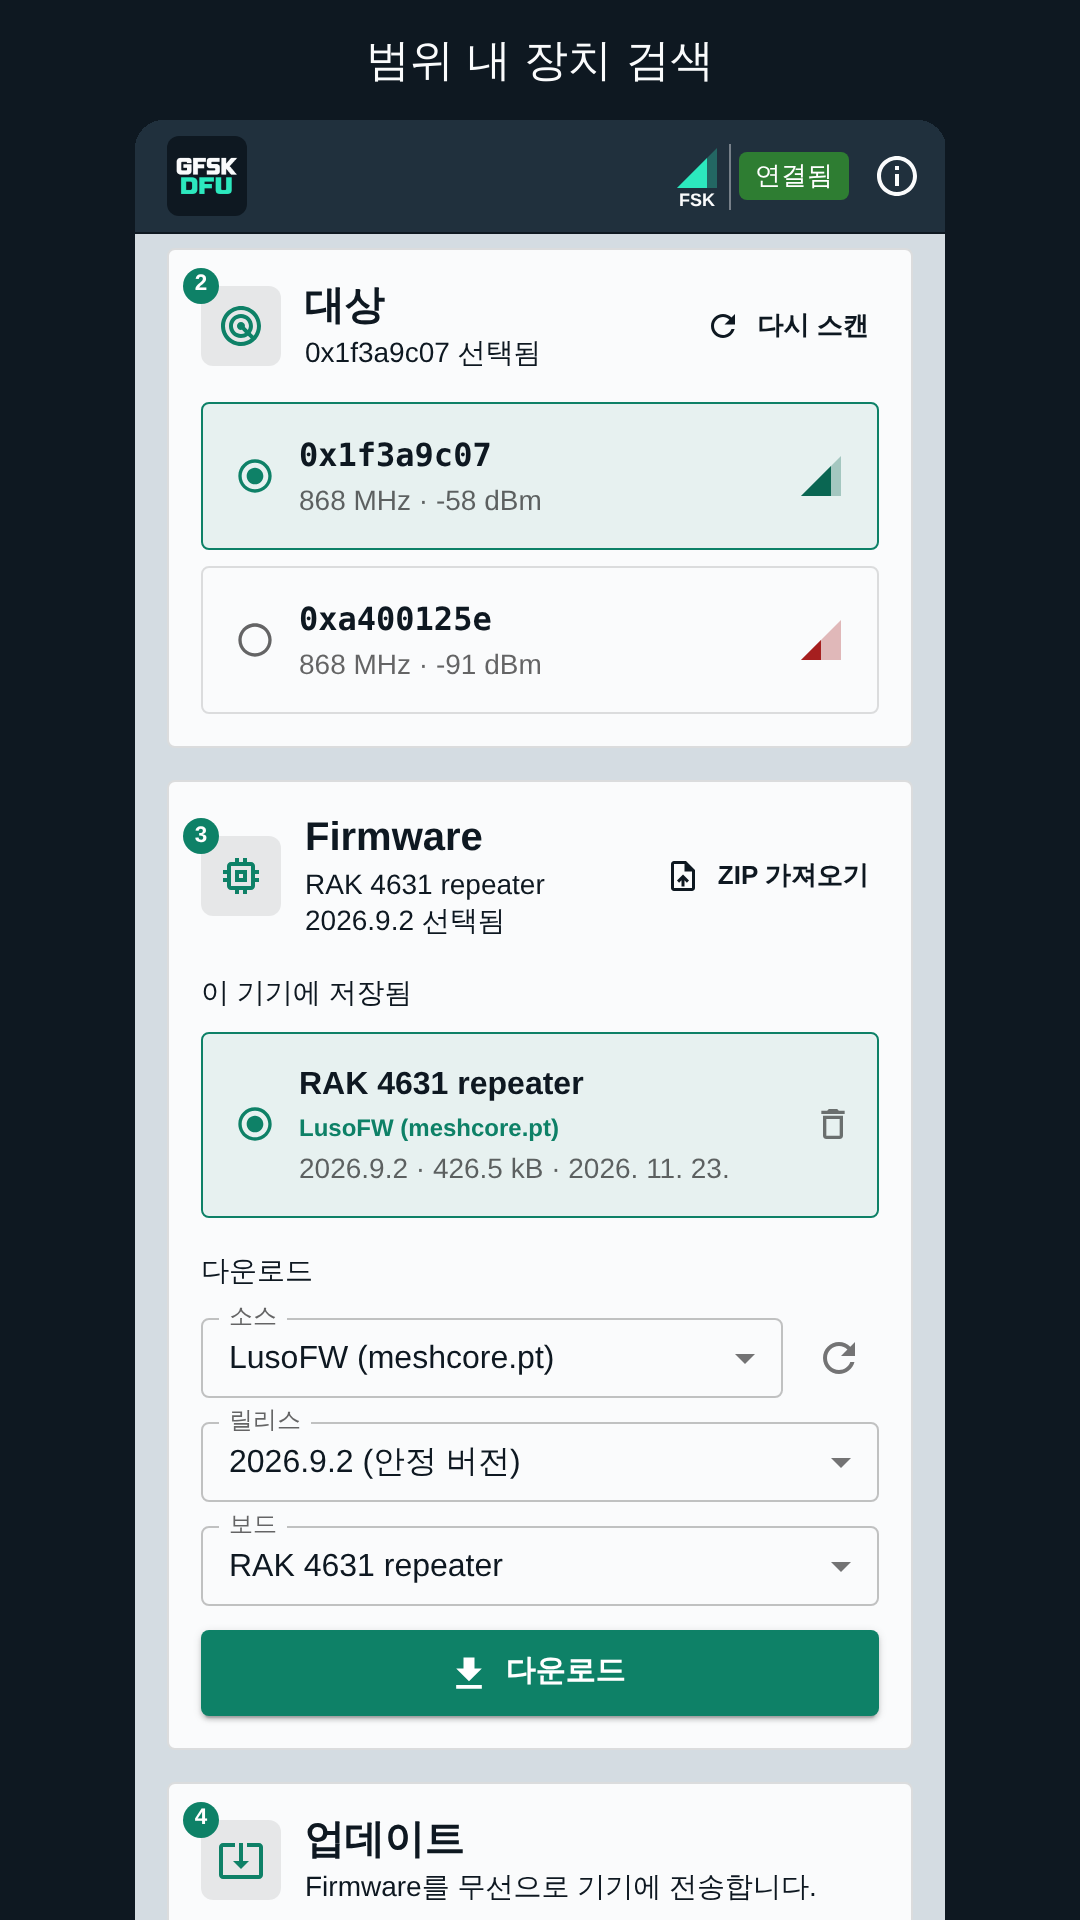 범위 내 장치 검색
GFSK
DFU
FSK
연결됨
2
대상
0x1f3a9c07 선택됨
다시 스캔
0x1f3a9c07
868 MHz · -58 dBm
0xa400125e
868 MHz · -91 dBm
3
Firmware
RAK 4631 repeater
2026.9.2 선택됨
ZIP 가져오기
이 기기에 저장됨
RAK 4631 repeater
LusoFW (meshcore.pt)
2026.9.2 · 426.5 kB · 2026. 11. 23.
다운로드
소스
LusoFW (meshcore.pt)
릴리스
2026.9.2 (안정 버전)
보드
RAK 4631 repeater
다운로드
4
업데이트
Firmware를 무선으로 기기에 전송합니다.